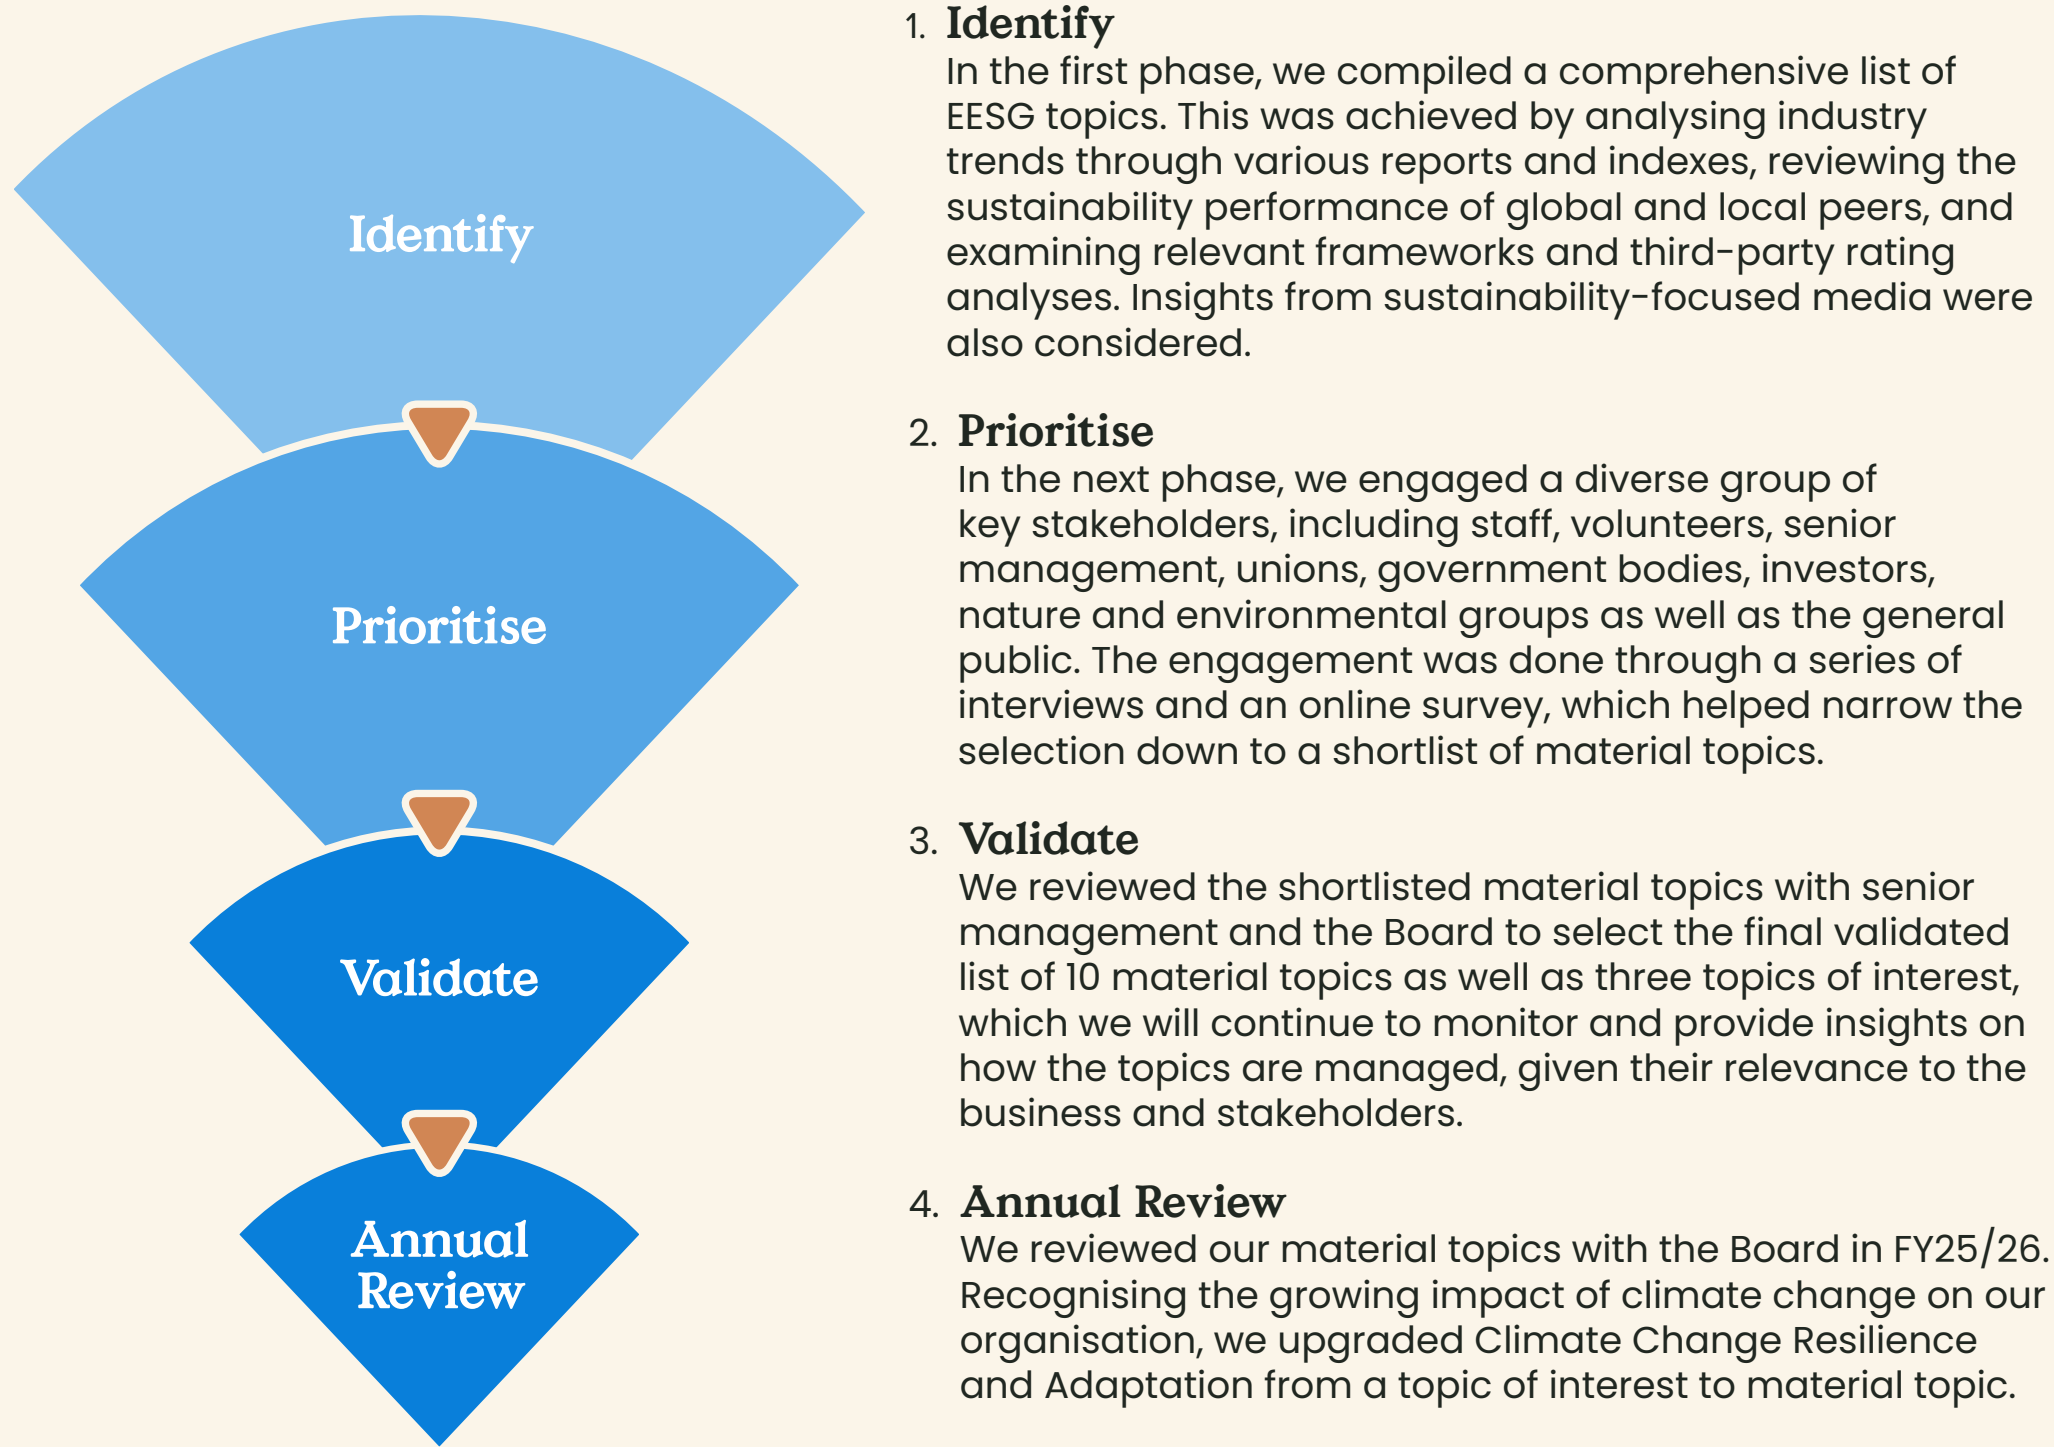 Identify
Prioritise
Validate
Annual
Review
1. Identify
In the first phase, we compiled a comprehensive list of
EESG topics. This was achieved by analysing industry
trends through various reports and indexes, reviewing the
sustainability performance of global and local peers, and
examining relevant frameworks and third-party rating
analyses. Insights from sustainability-focused media were
also considered.
2. Prioritise
In the next phase, we engaged a diverse group of
key stakeholders, including staff, volunteers, senior
management, unions, government bodies, investors,
nature and environmental groups as well as the general
public. The engagement was done through a series of
interviews and an online survey, which helped narrow the
selection down to a shortlist of material topics.
3. Validate
We reviewed the shortlisted material topics with senior
management and the Board to select the final validated
list of 10 material topics as well as three topics of interest,
which we will continue to monitor and provide insights on
how the topics are managed, given their relevance to the
business and stakeholders.
4. Annual Review
We reviewed our material topics with the Board in FY25/26.
Recognising the growing impact of climate change on our
organisation, we upgraded Climate Change Resilience
and Adaptation from a topic of interest to material topic.